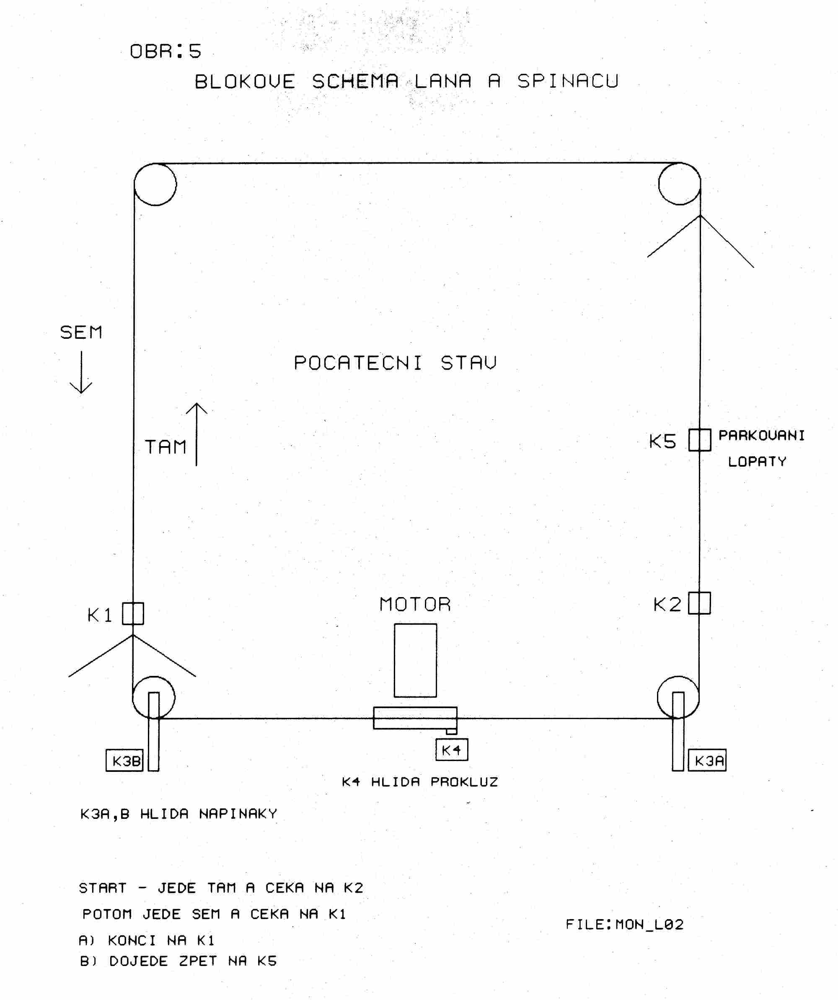 OBR:5
BLOKOVE SCHEMA LANA A SPINACU
SEM
POCATECNI STAV
TAM
K5
PARKOVANI
LOPATY
K1
MOTOR
K2
K4
K3B
K3A
K4 HLIDA PROKLUZ
K3A,B HLIDA NAPINAKY
START - JEDE TAM A CEKA NA K2
POTOM JEDE SEM A CEKA NA K1
FILE:MON_L02
A) KONCI NA K1
B) DOJEDE ZPET NA K5